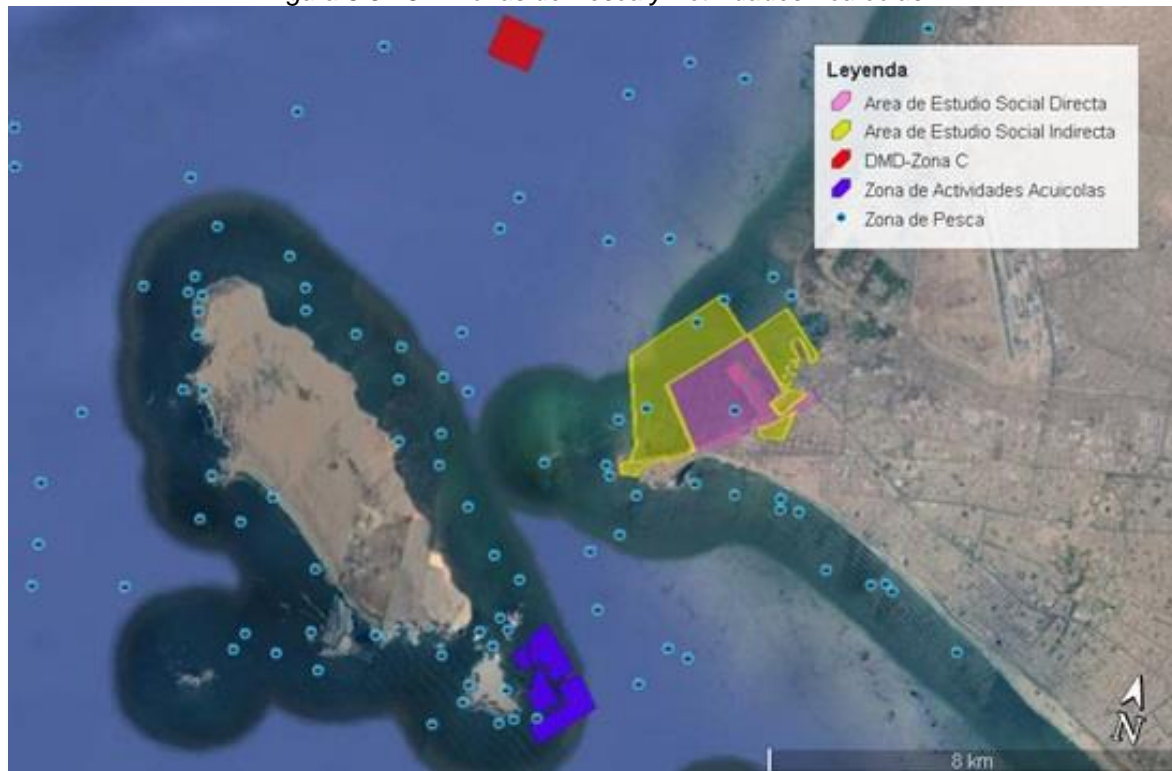 Leyenda
Area de Estudio Social Directa
Area de Estudio Social Indirecta
DMD-Zona C
Zona de Actividades Acuicolas
Zona de Pesca
N
8 km